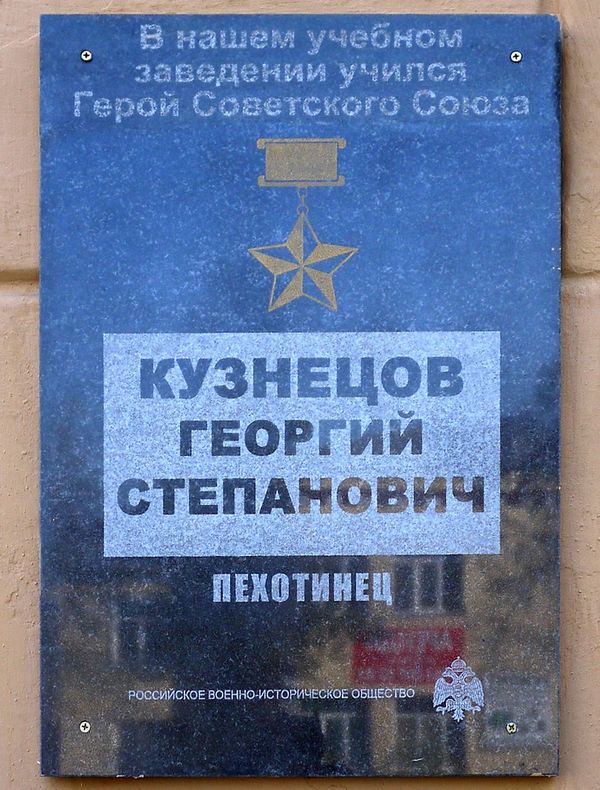 В нашем учебном
заведении учился
Герой Советского Союза
КУЗНЕЦОВ
ГЕОРГИЙ
СТЕПАНОВИЧ
ПЕХОТИНЕЦ
РОССИЙСКОЕ ВОЕННО-ИСТОРИЧЕСКОЕ ОБЩЕСТВО